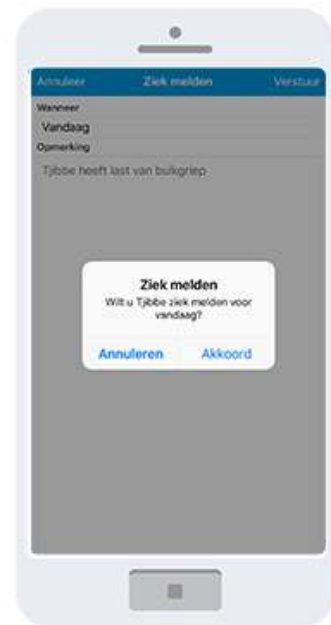 Annuleer Ziek melden Verstuur
Wanneer
Vandaag
Opmerking
Tjibbe heeft last van buikgriep
Ziek melden
Wilt u Tjibbe ziek melden voor
vandaag?
Annuleren Akkoord